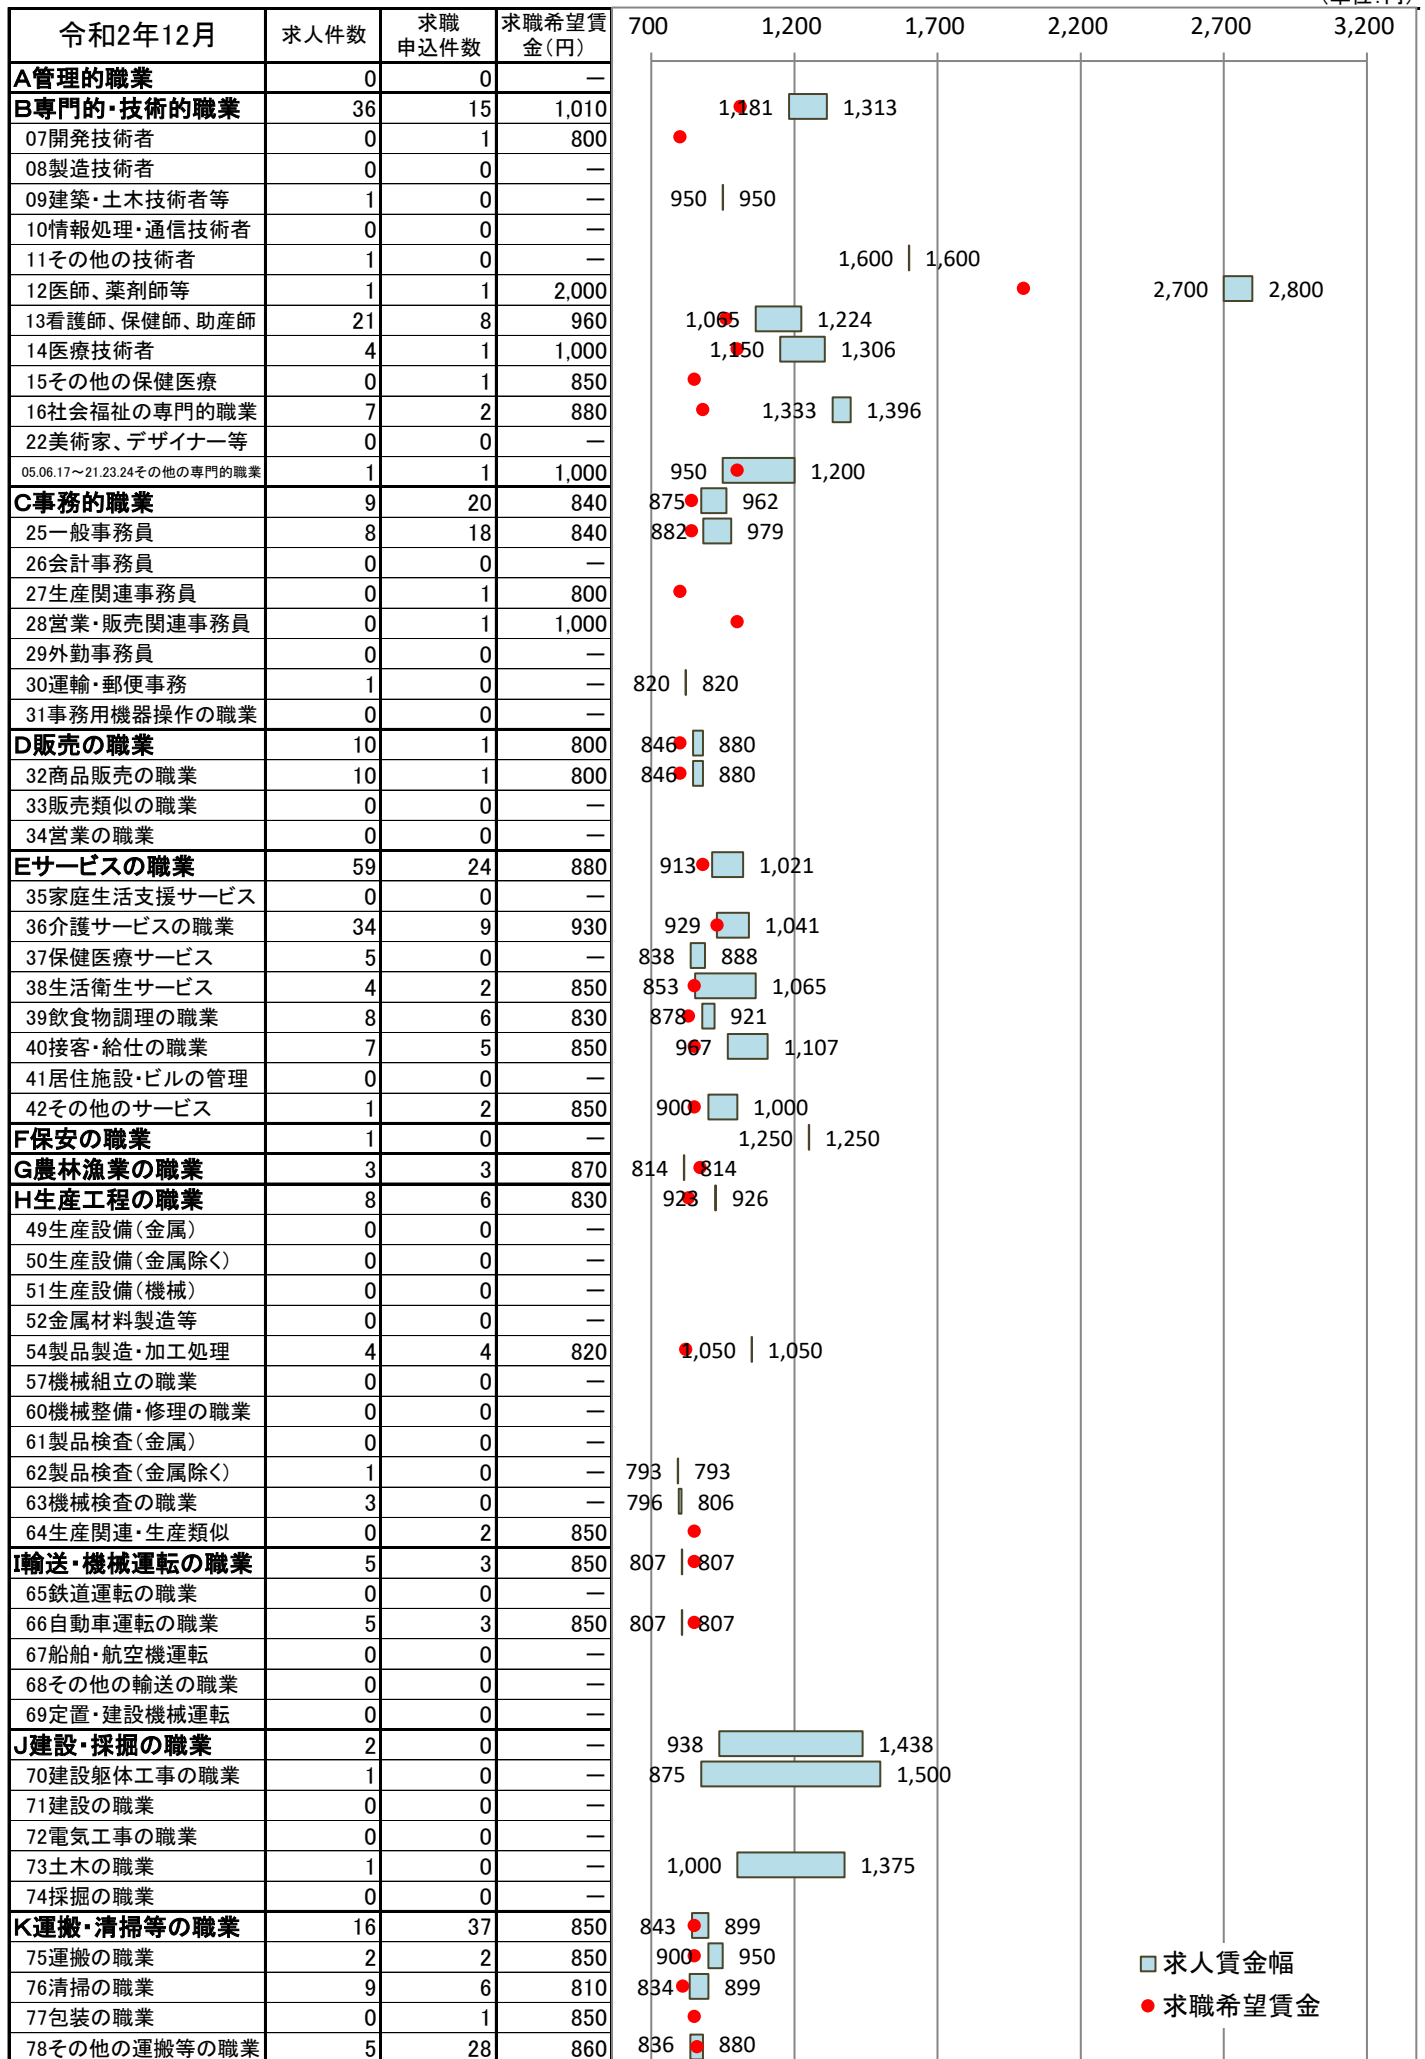 令和2年12月 求人件数 求職申込件数 求職希望賃金(円) 700 1,200 1,700 2,200 2,700 3,200
A管理的職業 0 0 ―
B専門的・技術的職業 36 15 1,010 1,181 1,313
07開発技術者 0 1 800
08製造技術者 0 0 ―
09建築・土木技術者等 1 0 ― 950 950
10情報処理・通信技術者 0 0 ―
11その他の技術者 1 0 ― 1,600 1,600
12医師、薬剤師等 1 1 2,000 2,700 2,800
13看護師、保健師、助産師 21 8 960 1,065 1,224
14医療技術者 4 1 1,000 1,150 1,306
15その他の保健医療 0 1 850
16社会福祉の専門的職業 7 2 880 1,333 1,396
22美術家、デザイナー等 0 0 ―
05.06.17～21.23.24その他の専門的職業 1 1 1,000 950 1,200
C事務的職業 9 20 840 875 962
25一般事務員 8 18 840 882 979
26会計事務員 0 0 ―
27生産関連事務員 0 1 800
28営業・販売関連事務員 0 1 1,000
29外勤事務員 0 0 ―
30運輸・郵便事務 1 0 ― 820 820
31事務用機器操作の職業 0 0 ―
D販売の職業 10 1 800 846 880
32商品販売の職業 10 1 800 846 880
33販売類似の職業 0 0 ―
34営業の職業 0 0 ―
Eサービスの職業 59 24 880 913 1,021
35家庭生活支援サービス 0 0 ―
36介護サービスの職業 34 9 930 929 1,041
37保健医療サービス 5 0 ― 838 888
38生活衛生サービス 4 2 850 853 1,065
39飲食物調理の職業 8 6 830 878 921
40接客・給仕の職業 7 5 850 967 1,107
41居住施設・ビルの管理 0 0 ―
42その他のサービス 1 2 850 900 1,000
F保安の職業 1 0 ― 1,250 1,250
G農林漁業の職業 3 3 870 814 814
H生産工程の職業 8 6 830 923 926
49生産設備(金属) 0 0 ―
50生産設備(金属除く) 0 0 ―
51生産設備(機械) 0 0 ―
52金属材料製造等 0 0 ―
54製品製造・加工処理 4 4 820 1,050 1,050
57機械組立の職業 0 0 ―
60機械整備・修理の職業 0 0 ―
61製品検査(金属) 0 0 ―
62製品検査(金属除く) 1 0 ― 793 793
63機械検査の職業 3 0 ― 796 806
64生産関連・生産類似 0 2 850
I輸送・機械運転の職業 5 3 850 807 807
65鉄道運転の職業 0 0 ―
66自動車運転の職業 5 3 850 807 807
67船舶・航空機運転 0 0 ―
68その他の輸送の職業 0 0 ―
69定置・建設機械運転 0 0 ―
J建設・採掘の職業 2 0 ― 938 1,438
70建設躯体工事の職業 1 0 ― 875 1,500
71建設の職業 0 0 ―
72電気工事の職業 0 0 ―
73土木の職業 1 0 ― 1,000 1,375
74採掘の職業 0 0 ―
K運搬・清掃等の職業 16 37 850 843 899
75運搬の職業 2 2 850 900 950
76清掃の職業 9 6 810 834 899
77包装の職業 0 1 850
78その他の運搬等の職業 5 28 860 836 880
求人賃金幅
求職希望賃金